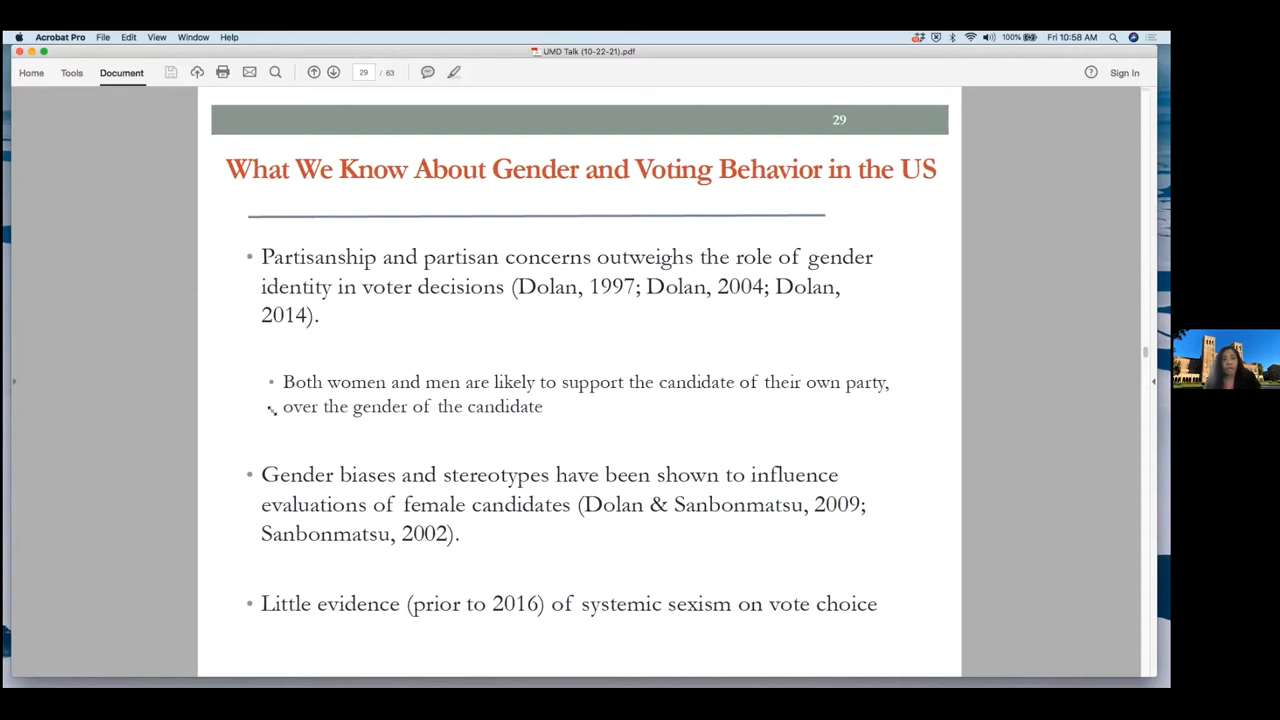 Acrobat Pro File Edit View Window Help 100% Fri 10:58 AM
UMD Talk (10-22-21).pdf
Home Tools Document 29 / 63 Sign In
29
What We Know About Gender and Voting Behavior in the US
• Partisanship and partisan concerns outweighs the role of gender
identity in voter decisions (Dolan, 1997; Dolan, 2004; Dolan,
2014).
• Both women and men are likely to support the candidate of their own party,
over the gender of the candidate
• Gender biases and stereotypes have been shown to influence
evaluations of female candidates (Dolan & Sanbonmatsu, 2009;
Sanbonmatsu, 2002).
• Little evidence (prior to 2016) of systemic sexism on vote choice